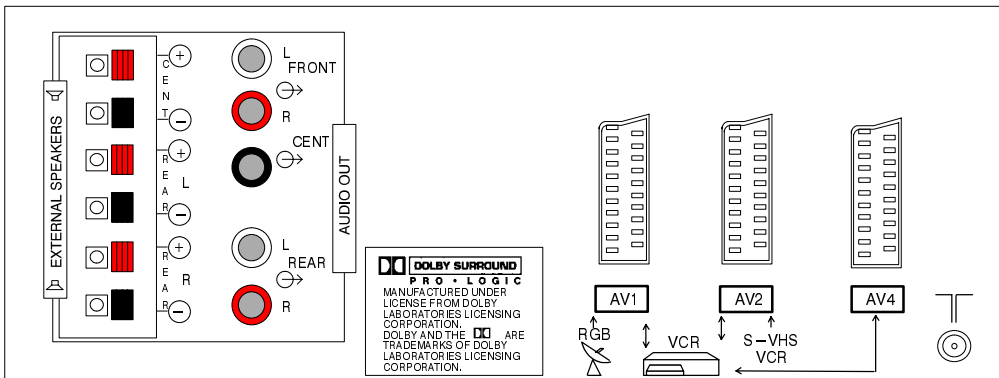 EXTERNAL SPEAKERS
+
CENT
−
+
REAR
L
−
+
REAR
R
−
L
FRONT
R
CENT
L
REAR
R
AUDIO OUT
DOLBY SURROUND
PRO • LOGIC
MANUFACTURED UNDER
LICENSE FROM DOLBY
LABORATORIES LICENSING
CORPORATION.
DOLBY AND THE ARE
TRADEMARKS OF DOLBY
LABORATORIES LICENSING
CORPORATION.
AV1
AV2
AV4
RGB
VCR
S-VHS
VCR